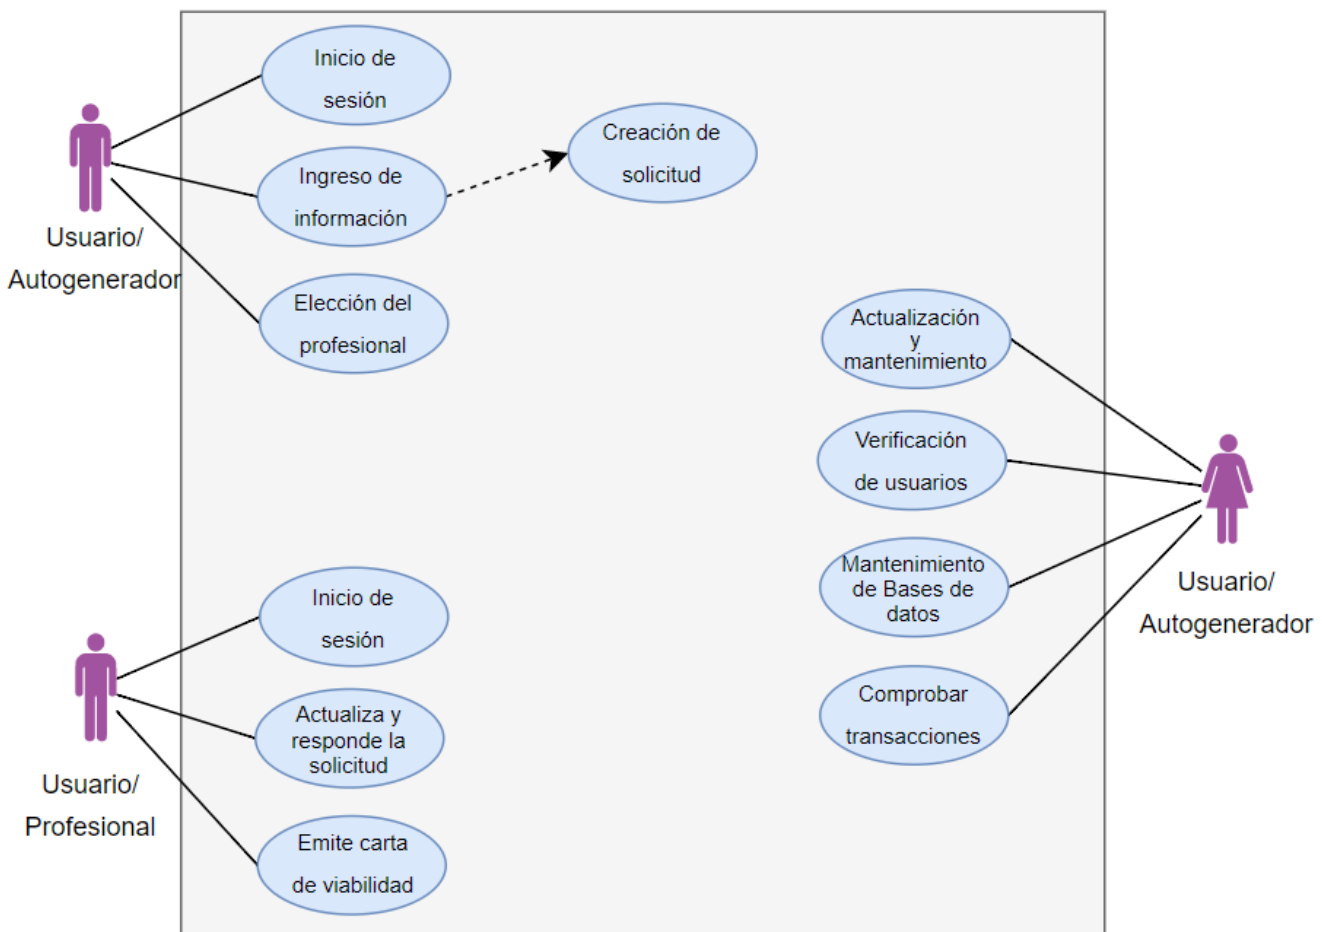 Inicio de
sesión
Ingreso de
información
Creación de
solicitud
Usuario/
Autogenerador
Elección del
profesional
Actualización
y
mantenimiento
Verificación
de usuarios
Mantenimiento
de Bases de
datos
Comprobar
transacciones
Usuario/
Autogenerador
Inicio de
sesión
Actualiza y
responde la
solicitud
Usuario/
Profesional
Emite carta
de viabilidad